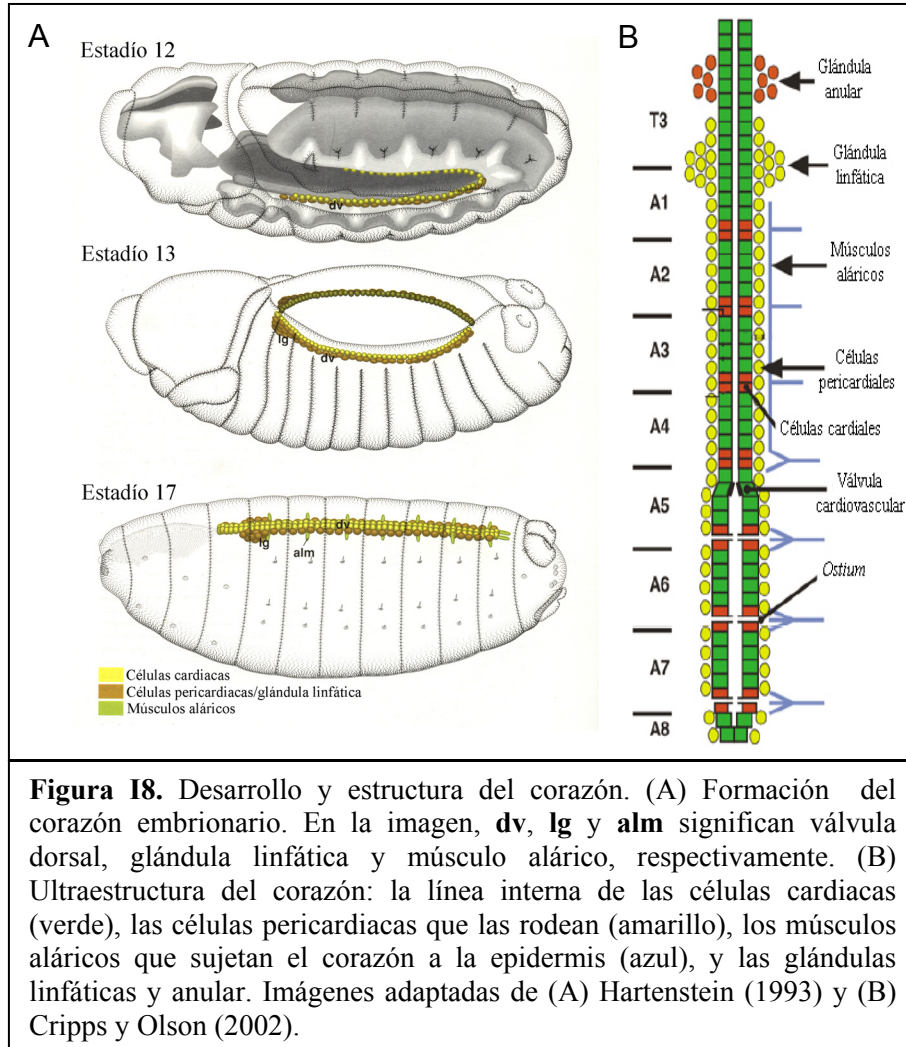 A
Estadío 12
dv
Estadío 13
lg
dv
Estadío 17
dv
lg
alm
Células cardiacas
Células pericardiacas/glándula linfática
Músculos aláricos
B
T3
A1
A2
A3
A4
A5
A6
A7
A8
Glándula
anular
Glándula
linfática
Músculos
aláricos
Células
pericardiales
Células cardiales
Válvula
cardiovascular
Ostium
Figura I8. Desarrollo y estructura del corazón. (A) Formación del
corazón embrionario. En la imagen, dv, lg y alm significan válvula
dorsal, glándula linfática y músculo alárico, respectivamente. (B)
Ultraestructura del corazón: la línea interna de las células cardiacas
(verde), las células pericardiacas que las rodean (amarillo), los músculos
aláricos que sujetan el corazón a la epidermis (azul), y las glándulas
linfáticas y anular. Imágenes adaptadas de (A) Hartenstein (1993) y (B)
Cripps y Olson (2002).